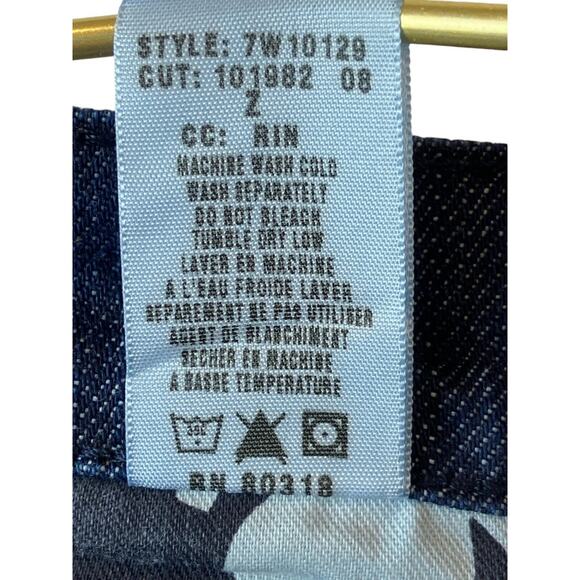 STYLE: 7W10129
CUT: 101982 08
Z
CC: RIN
MACHINE WASH COLD
WASH SEPARATELY
DO NOT BLEACH
TUMBLE DRY LOW
LAVER EN MACHINE
A L'EAU FROIDE LAVER
SEPAREMENT NE PAS UTILISER
AGENT DE BLANCHIMENT
SECHER EN MACHINE
A BASSE TEMPERATURE
30C
RN 80318